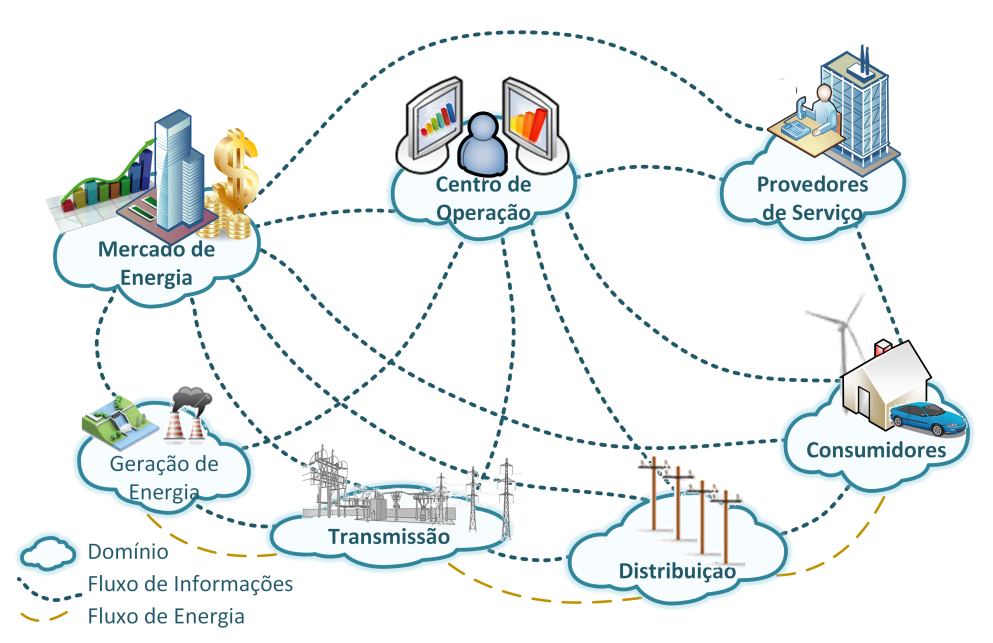 Centro de
Operação
Provedores
de Serviço
Mercado de
Energia
Geração de
Energia
Transmissão
Distribuição
Consumidores
Domínio
Fluxo de Informações
Fluxo de Energia